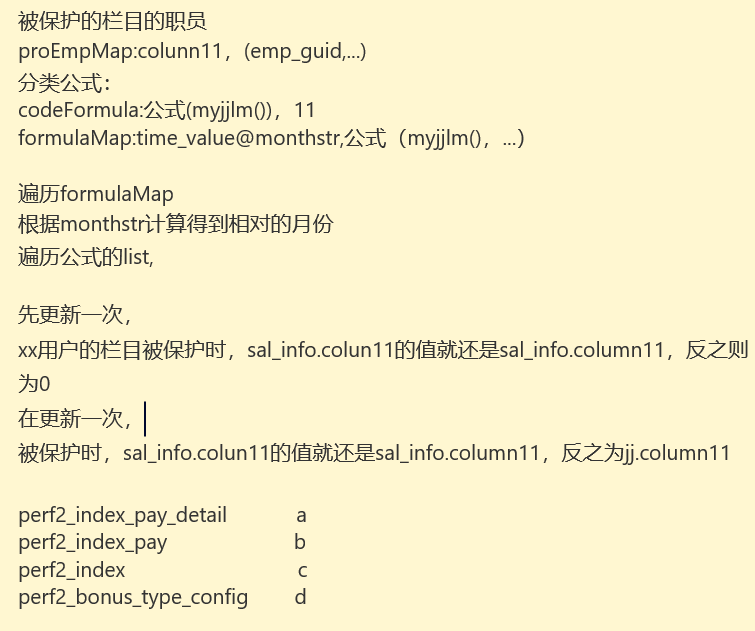 被保护的栏目的职员
proEmpMap:colunn11，(emp_guid,...)
分类公式：
codeFormula:公式(myjjlm())，11
formulaMap:time_value@monthstr,公式（myjjlm()，...）
遍历formulaMap
根据monthstr计算得到相对的月份
遍历公式的list,
先更新一次，
xx用户的栏目被保护时，sal_info.colun11的值就还是sal_info.column11，反之则
为0
在更新一次，
被保护时，sal_info.colun11的值就还是sal_info.column11，反之为jj.column11
perf2_index_pay_detail a
perf2_index_pay b
perf2_index c
perf2_bonus_type_config d